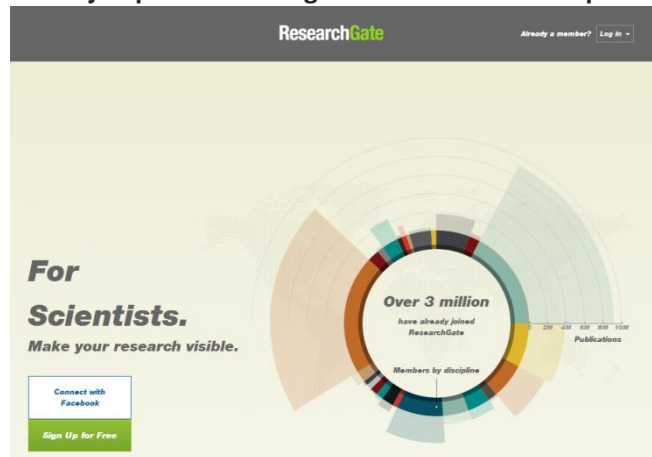 ResearchGate
Already a member? Log in
For
Scientists.
Make your research visible.
Connect with
Facebook
Sign Up for Free
Over 3 million
have already joined
ResearchGate
Members by discipline
0 2M 4M 6M 8M 10M
Publications